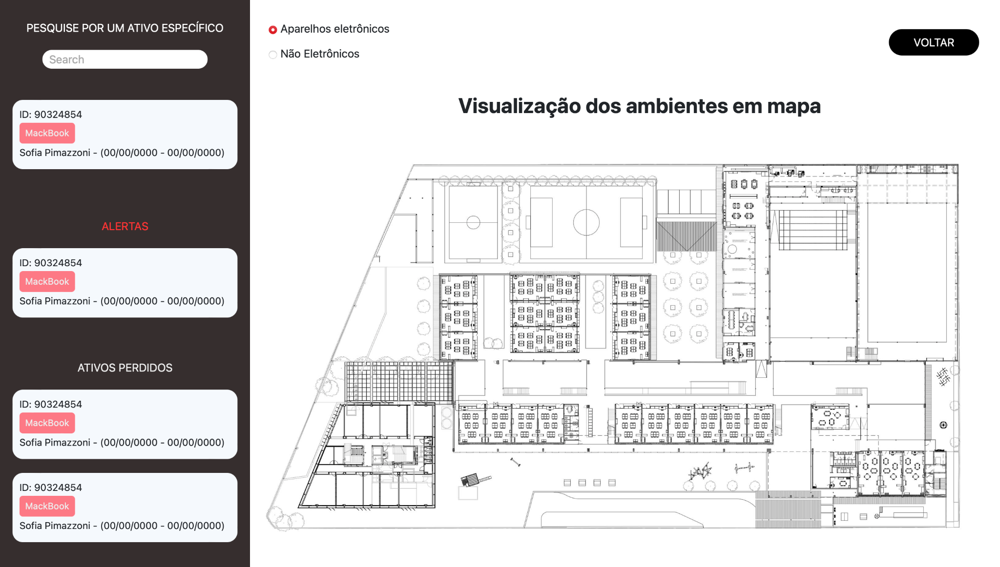 PESQUISE POR UM ATIVO ESPECÍFICO
Search
ID: 90324854
MackBook
Sofia Pimazzoni - (00/00/0000 - 00/00/0000)
ALERTAS
ID: 90324854
MackBook
Sofia Pimazzoni - (00/00/0000 - 00/00/0000)
ATIVOS PERDIDOS
ID: 90324854
MackBook
Sofia Pimazzoni - (00/00/0000 - 00/00/0000)
ID: 90324854
MackBook
Sofia Pimazzoni - (00/00/0000 - 00/00/0000)
Aparelhos eletrônicos
Não Eletrônicos
VOLTAR
Visualização dos ambientes em mapa